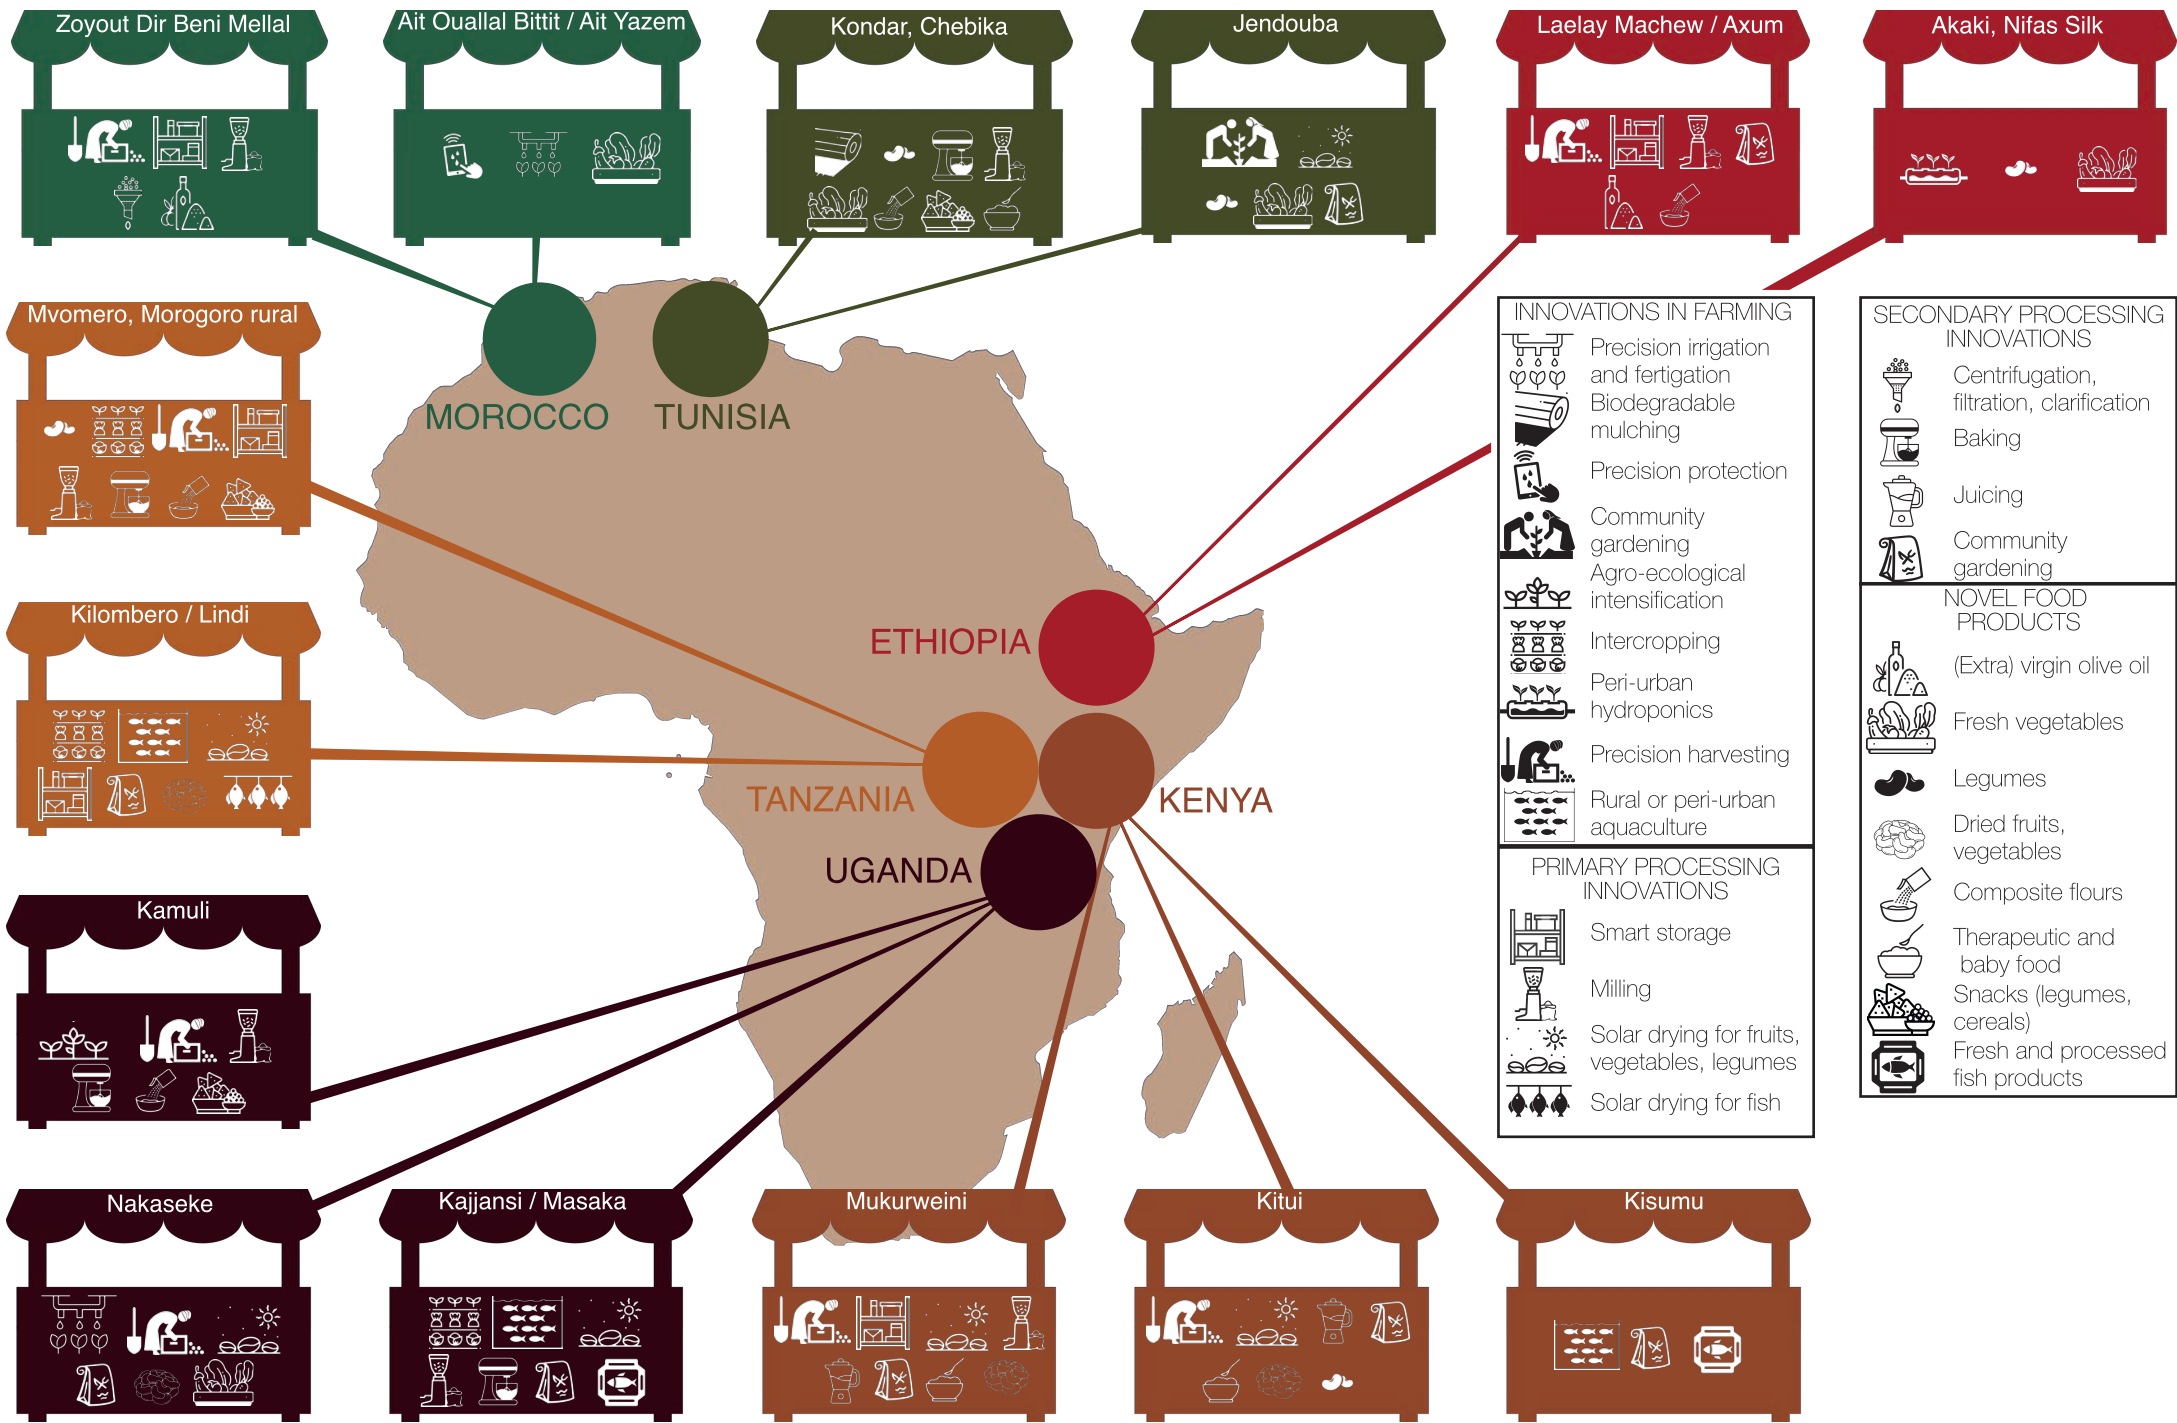 Zoyout Dir Beni Mellal
Ait Ouallal Bittit / Ait Yazem
Kondar, Chebika
Jendouba
Laelay Machew / Axum
Akaki, Nifas Silk
Mvomero, Morogoro rural
Kilombero / Lindi
Kamuli
Nakaseke
Kajjansi / Masaka
Mukurweini
Kitui
Kisumu
MOROCCO
TUNISIA
ETHIOPIA
TANZANIA
KENYA
UGANDA
INNOVATIONS IN FARMING
Precision irrigation
and fertigation
Biodegradable
mulching
Precision protection
Community
gardening
Agro-ecological
intensification
Intercropping
Peri-urban
hydroponics
Precision harvesting
Rural or peri-urban
aquaculture
PRIMARY PROCESSING
INNOVATIONS
Smart storage
Milling
Solar drying for fruits,
vegetables, legumes
Solar drying for fish
SECONDARY PROCESSING
INNOVATIONS
Centrifugation,
filtration, clarification
Baking
Juicing
Community
gardening
NOVEL FOOD
PRODUCTS
(Extra) virgin olive oil
Fresh vegetables
Legumes
Dried fruits,
vegetables
Composite flours
Therapeutic and
baby food
Snacks (legumes,
cereals)
Fresh and processed
fish products